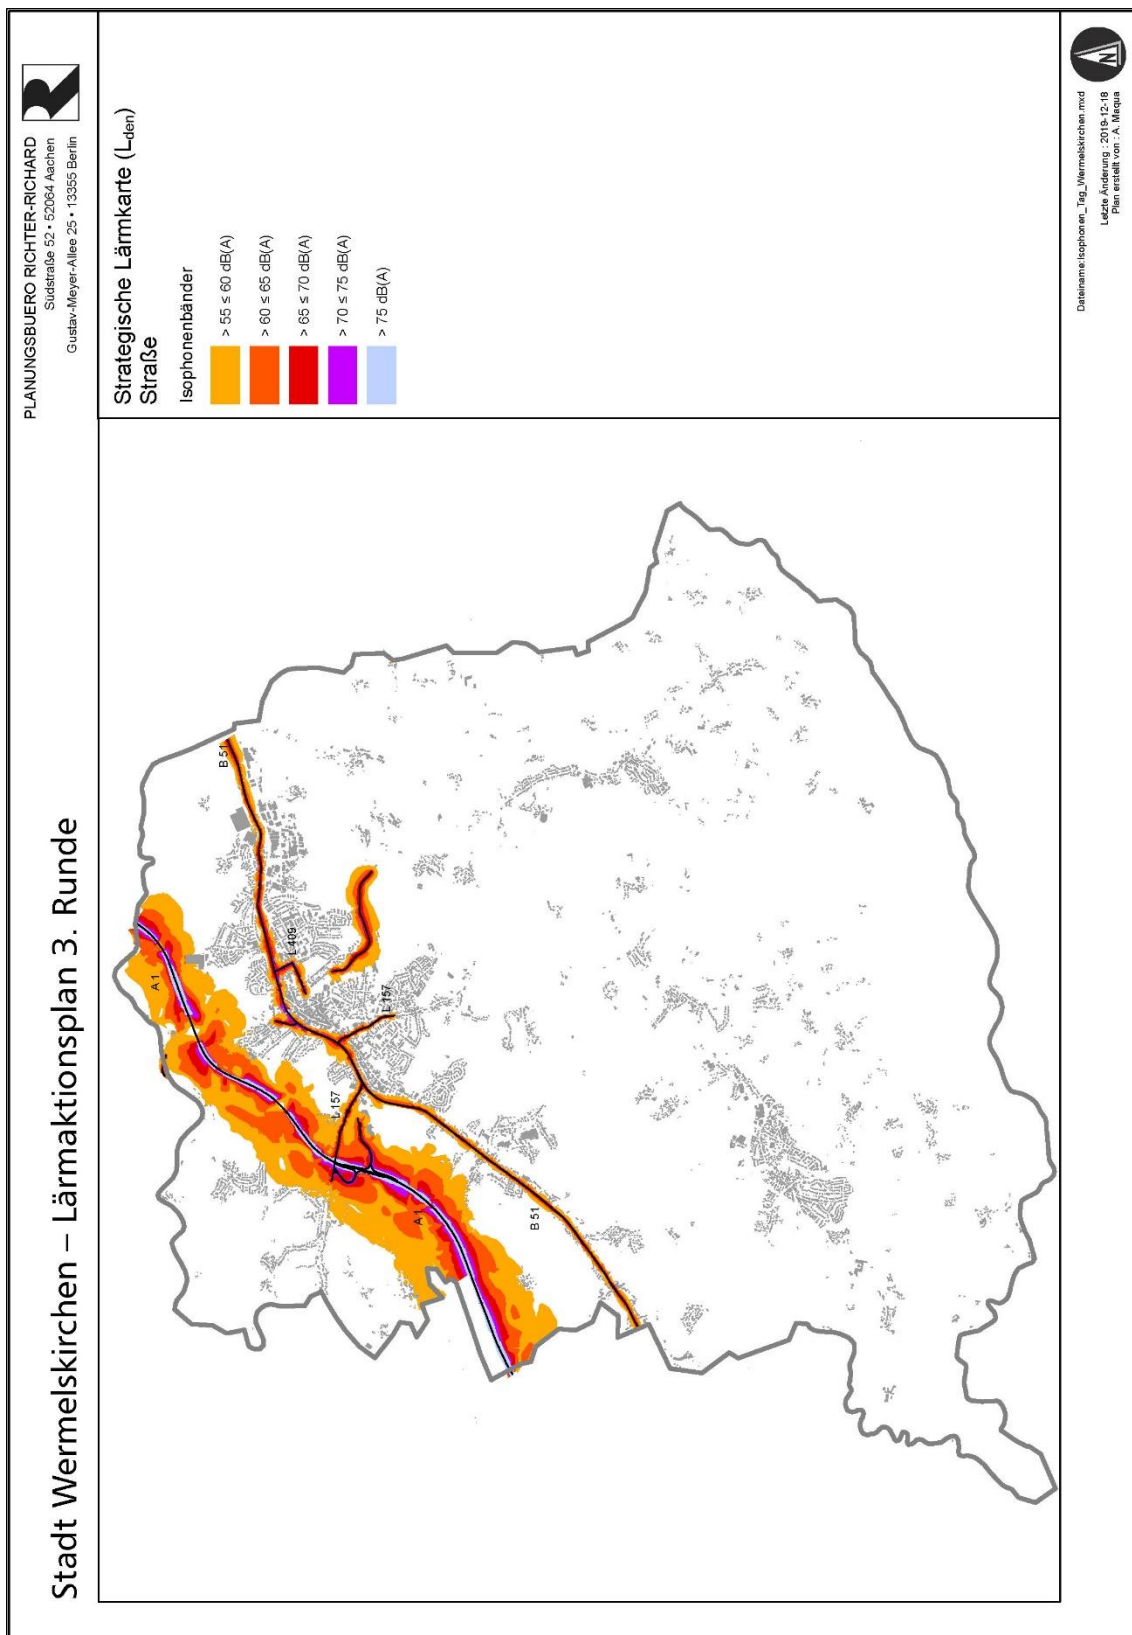 Stadt Wermelskirchen – Lärmaktionsplan 3. Runde
PLANUNGSBUERO RICHTER-RICHARD
Südstraße 52 • 52064 Aachen
Gustav-Meyer-Allee 25 • 13355 Berlin
Strategische Lärmkarte (Lden)
Straße
Isophonenbänder
> 55 ≤ 60 dB(A)
> 60 ≤ 65 dB(A)
> 65 ≤ 70 dB(A)
> 70 ≤ 75 dB(A)
> 75 dB(A)
A 1
B 51
L 409
L 157
L 157
A 1
B 51
N
Dateiname:Isophonen_Tag_Wermelskirchen.mxd
Letzte Änderung : 2019-12-18
Plan erstellt von : A. Maqua